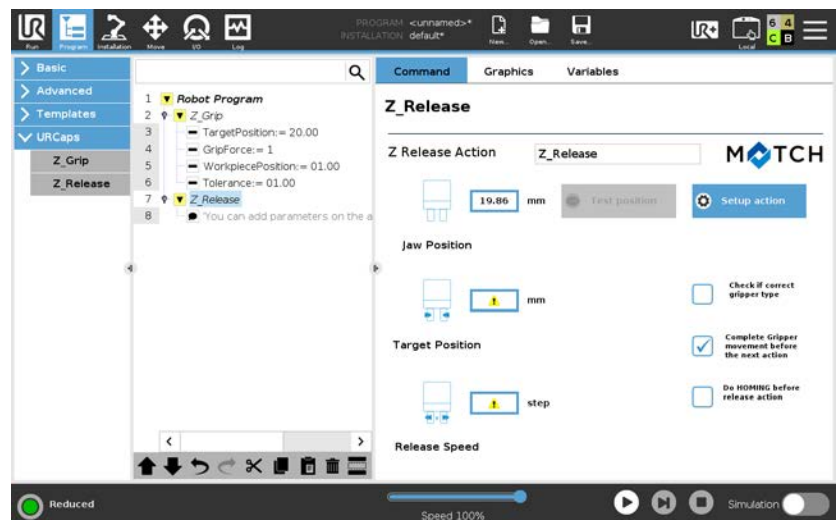 UR
PROGRAM <unnamed>*
INSTALLATION default*
UR+
6 4
C B
Run Program Installation Move I/O Log New... Open... Save... Local
Basic
Advanced
Templates
URCaps
Z_Grip
Z_Release
1 Robot Program
2 Z_Grip
3 TargetPosition:= 20.00
4 GripForce:= 1
5 WorkpiecePosition:= 01.00
6 Tolerance:= 01.00
7 Z_Release
8 'You can add parameters on the a
Command Graphics Variables
Z_Release
Z Release Action Z_Release MATCH
19.86 mm Test position Setup action
Jaw Position
mm
Check if correct
gripper type
Target Position
Complete Gripper
movement before
the next action
step
Do HOMING before
release action
Release Speed
Reduced
Speed 100%
Simulation